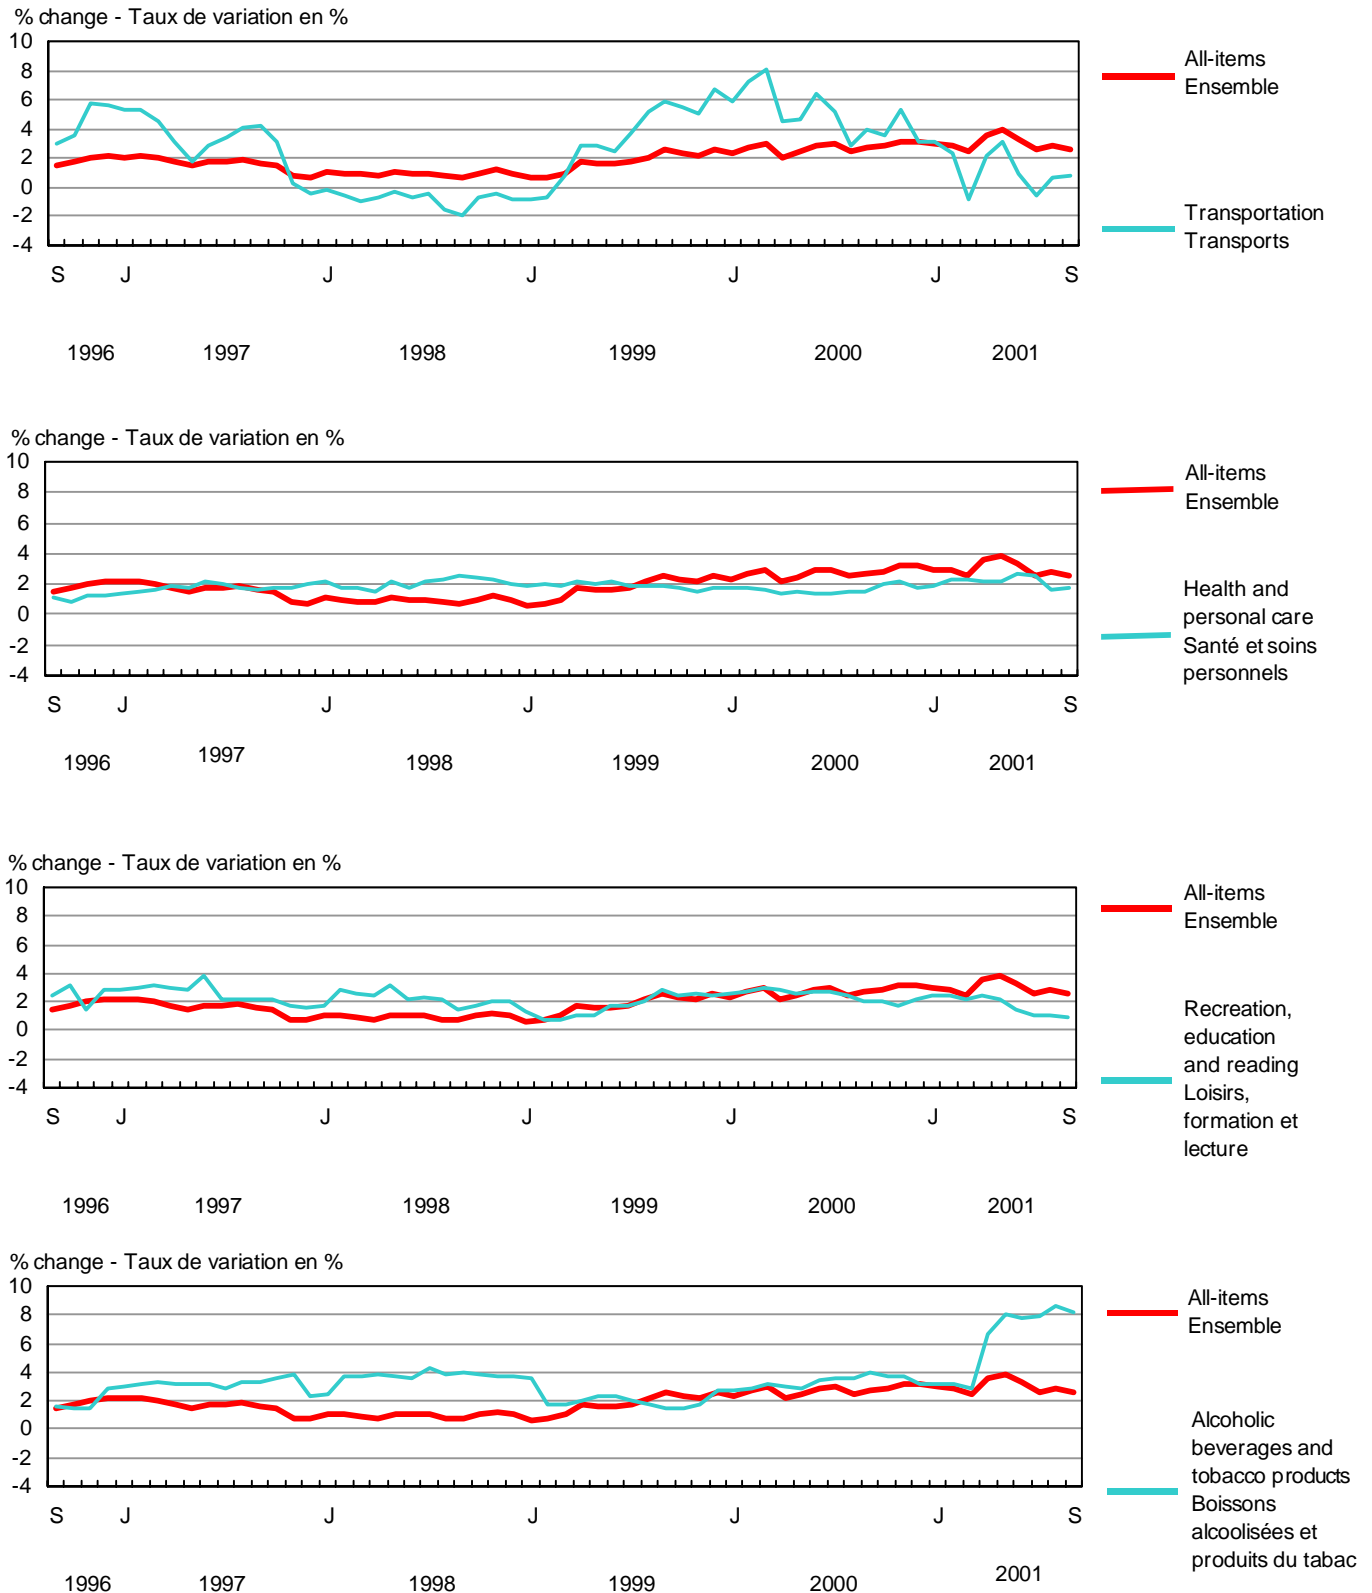 % change - Taux de variation en %
10
8
6
4
2
0
-2
-4
S J J J J J S
1996 1997 1998 1999 2000 2001
All-items
Ensemble
Transportation
Transports
% change - Taux de variation en %
10
8
6
4
2
0
-2
-4
S J J J J J S
1996 1997 1998 1999 2000 2001
All-items
Ensemble
Health and
personal care
Santé et soins
personnels
% change - Taux de variation en %
10
8
6
4
2
0
-2
-4
S J J J J J S
1996 1997 1998 1999 2000 2001
All-items
Ensemble
Recreation,
education
and reading
Loisirs,
formation et
lecture
% change - Taux de variation en %
10
8
6
4
2
0
-2
-4
S J J J J J S
1996 1997 1998 1999 2000 2001
All-items
Ensemble
Alcoholic
beverages and
tobacco products
Boissons
alcoolisées et
produits du tabac